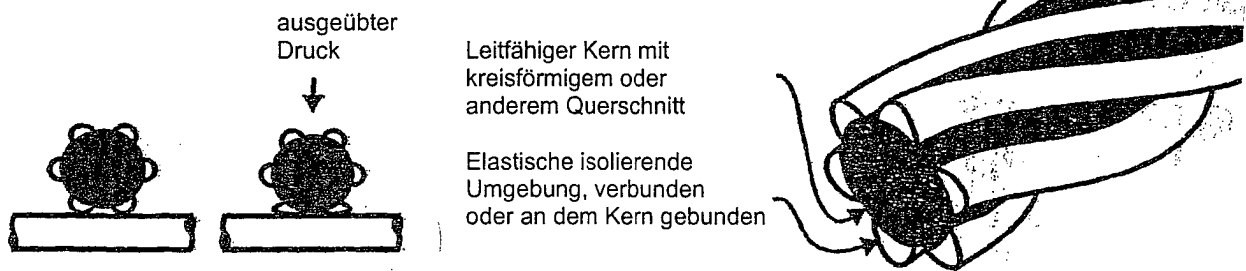 ausgeübter
Druck
Leitfähiger Kern mit
kreisförmigem oder
anderem Querschnitt
Elastische isolierende
Umgebung, verbunden
oder an dem Kern gebunden